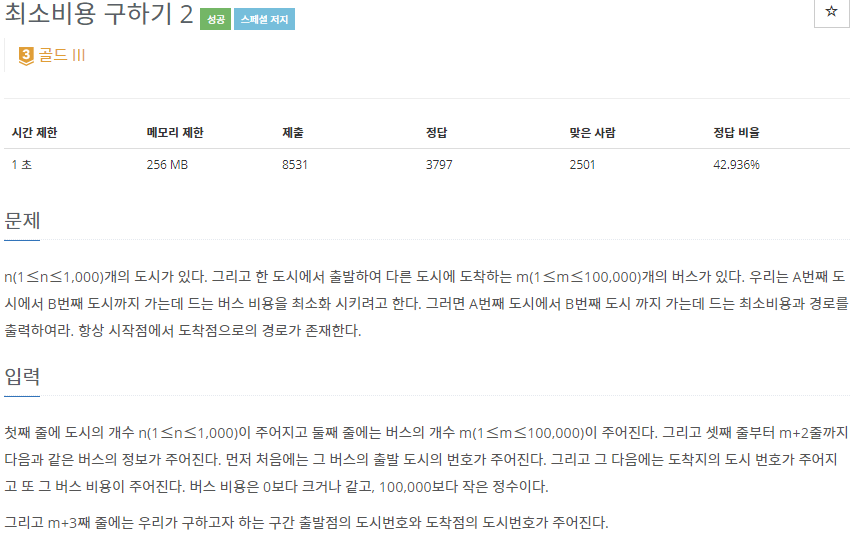 최소비용 구하기 2 성공 스페셜 저지
☆
3 골드 III
시간 제한 메모리 제한 제출 정답 맞은 사람 정답 비율
1 초 256 MB 8531 3797 2501 42.936%
문제
n(1≤n≤1,000)개의 도시가 있다. 그리고 한 도시에서 출발하여 다른 도시에 도착하는 m(1≤m≤100,000)개의 버스가 있다. 우리는 A번째 도
시에서 B번째 도시까지 가는데 드는 버스 비용을 최소화 시키려고 한다. 그러면 A번째 도시에서 B번째 도시 까지 가는데 드는 최소비용과 경로를
출력하여라. 항상 시작점에서 도착점으로의 경로가 존재한다.
입력
첫째 줄에 도시의 개수 n(1≤n≤1,000)이 주어지고 둘째 줄에는 버스의 개수 m(1≤m≤100,000)이 주어진다. 그리고 셋째 줄부터 m+2줄까지
다음과 같은 버스의 정보가 주어진다. 먼저 처음에는 그 버스의 출발 도시의 번호가 주어진다. 그리고 그 다음에는 도착지의 도시 번호가 주어지
고 또 그 버스 비용이 주어진다. 버스 비용은 0보다 크거나 같고, 100,000보다 작은 정수이다.
그리고 m+3째 줄에는 우리가 구하고자 하는 구간 출발점의 도시번호와 도착점의 도시번호가 주어진다.